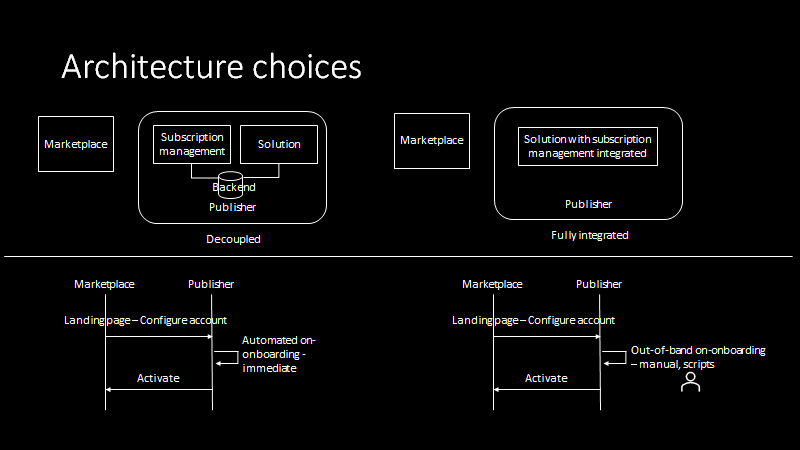 Architecture choices
Marketplace
Subscription
management
Solution
Backend
Publisher
Decoupled
Marketplace
Solution with subscription
management integrated
Publisher
Fully integrated
Marketplace
Publisher
Landing page – Configure account
Automated on-
onboarding -
immediate
Activate
Marketplace
Publisher
Landing page – Configure account
Out-of-band on-onboarding
– manual, scripts
Activate